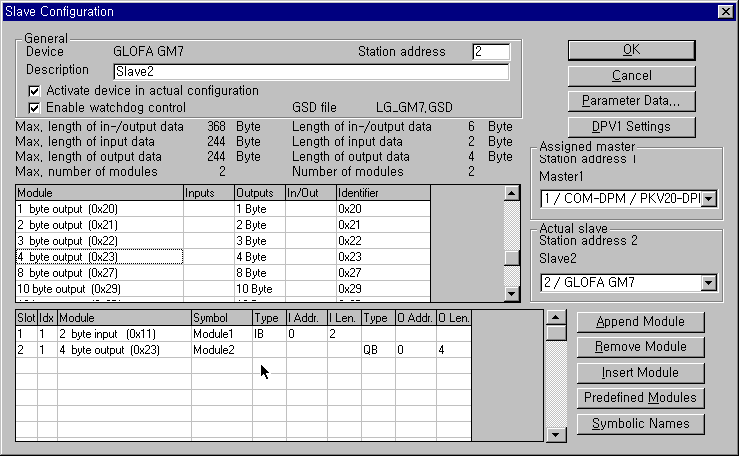 Slave Configuration
General
Device GLOFA GM7 Station address 2
Description Slave2
Activate device in actual configuration
Enable watchdog control GSD file LG_GM7.GSD
Max. length of in-/output data 368 Byte Length of in-/output data 6 Byte
Max. length of input data 244 Byte Length of input data 2 Byte
Max. length of output data 244 Byte Length of output data 4 Byte
Max. number of modules 2 Number of modules 2
OK
Cancel
Parameter Data...
DPV1 Settings
Assigned master
Station address 1
Master1
1 / COM-DPM / PKV20-DPI
Actual slave
Station address 2
Slave2
2 / GLOFA GM7
Module Inputs Outputs In/Out Identifier
1 byte output (0x20) 1 Byte 0x20
2 byte output (0x21) 2 Byte 0x21
3 byte output (0x22) 3 Byte 0x22
4 byte output (0x23) 4 Byte 0x23
8 byte output (0x27) 8 Byte 0x27
10 byte output (0x29) 10 Byte 0x29
Slot Idx Module Symbol Type I Addr. I Len. Type O Addr. O Len.
1 1 2 byte input (0x11) Module1 IB 0 2
2 1 4 byte output (0x23) Module2 QB 0 4
Append Module
Remove Module
Insert Module
Predefined Modules
Symbolic Names